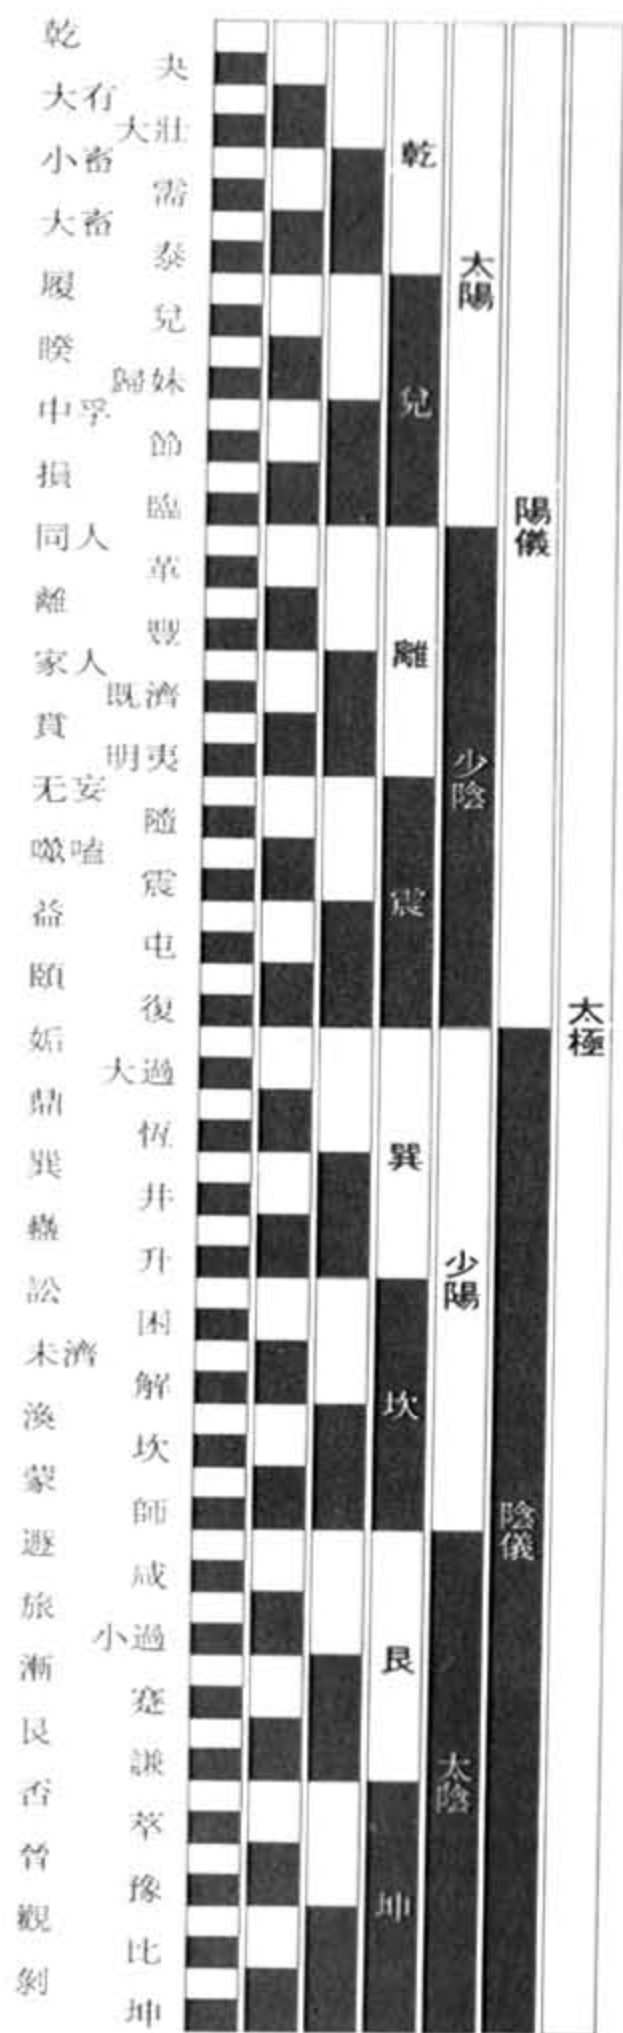 乾
夬
大有
大壯
小畜
需
大畜
泰
履
兌
睽
歸妹
中孚
節
損
臨
同人
革
離
豐
家人
既濟
賁
明夷
无妄
隨
噬嗑
震
益
屯
頤
復
姤
大過
鼎
恆
巽
井
蠱
升
訟
困
未濟
解
渙
坎
蒙
師
遯
咸
旅
小過
漸
蹇
艮
謙
否
萃
晉
豫
觀
比
剝
坤
乾
兌
離
震
巽
坎
艮
坤
太陽
少陰
少陽
太陰
陽儀
陰儀
太極